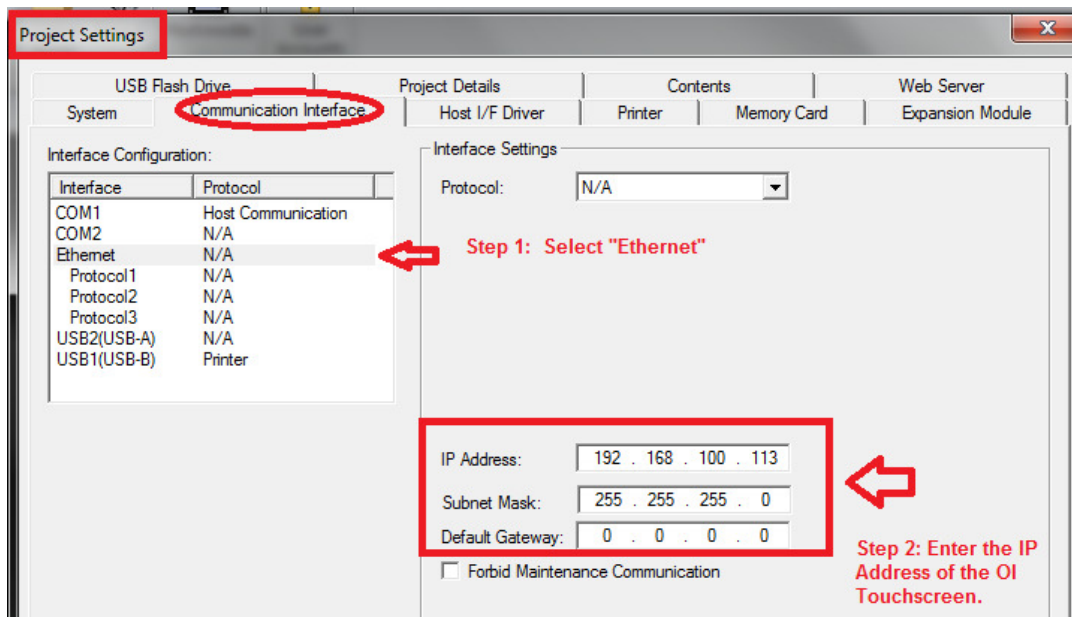 Project Settings
USB Flash Drive Project Details Contents Web Server
System Communication Interface Host I/F Driver Printer Memory Card Expansion Module
Interface Configuration:
Interface Protocol
COM1 Host Communication
COM2 N/A
Ethernet N/A
Protocol1 N/A
Protocol2 N/A
Protocol3 N/A
USB2(USB-A) N/A
USB1(USB-B) Printer
Interface Settings
Protocol: N/A
Step 1: Select "Ethernet"
IP Address: 192 . 168 . 100 . 113
Subnet Mask: 255 . 255 . 255 . 0
Default Gateway: 0 . 0 . 0 . 0
Forbid Maintenance Communication
Step 2: Enter the IP
Address of the OI
Touchscreen.